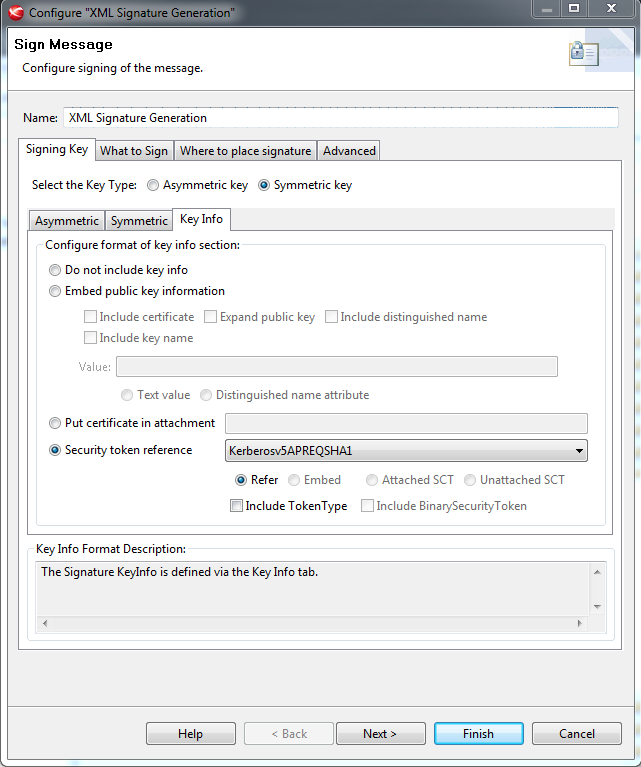 Configure "XML Signature Generation"
Sign Message
Configure signing of the message.
Name: XML Signature Generation
Signing Key What to Sign Where to place signature Advanced
Select the Key Type: Asymmetric key Symmetric key
Asymmetric Symmetric Key Info
Configure format of key info section:
Do not include key info
Embed public key information
Include certificate Expand public key Include distinguished name
Include key name
Value:
Text value Distinguished name attribute
Put certificate in attachment
Security token reference Kerberosv5APREQSHA1
Refer Embed Attached SCT Unattached SCT
Include TokenType Include BinarySecurityToken
Key Info Format Description:
The Signature KeyInfo is defined via the Key Info tab.
Help < Back Next > Finish Cancel